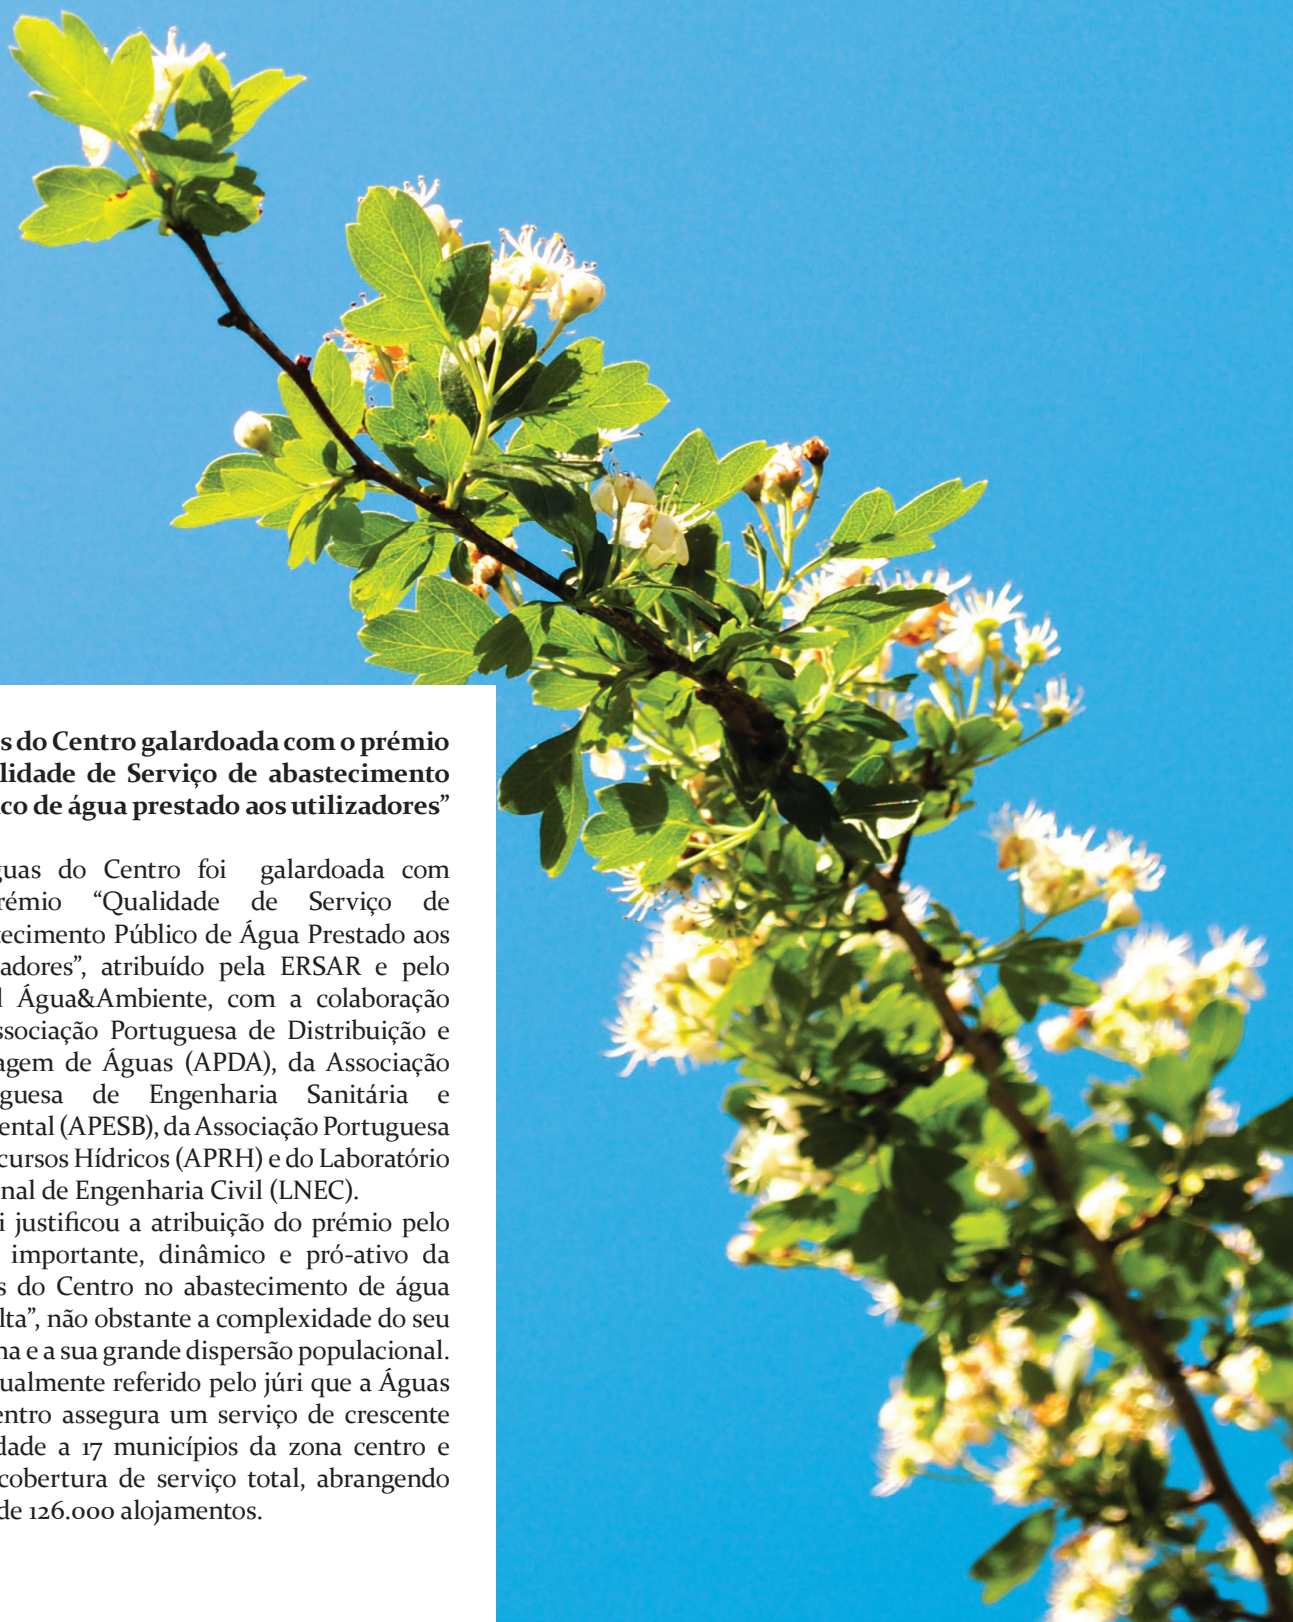 s do Centro galardoada com o prémio
lidade de Serviço de abastecimento
co de água prestado aos utilizadores”
guas do Centro foi galardoada com
rémio “Qualidade de Serviço de
tecimento Público de Água Prestado aos
adores”, atribuído pela ERSAR e pelo
l Água&Ambiente, com a colaboração
ssociação Portuguesa de Distribuição e
agem de Águas (APDA), da Associação
guesa de Engenharia Sanitária e
ental (APESB), da Associação Portuguesa
cursos Hídricos (APRH) e do Laboratório
nal de Engenharia Civil (LNEC).
i justificou a atribuição do prémio pelo
importante, dinâmico e pró-ativo da
s do Centro no abastecimento de água
lta”, não obstante a complexidade do seu
ma e a sua grande dispersão populacional.
ualmente referido pelo júri que a Águas
entro assegura um serviço de crescente
dade a 17 municípios da zona centro e
cobertura de serviço total, abrangendo
de 126.000 alojamentos.